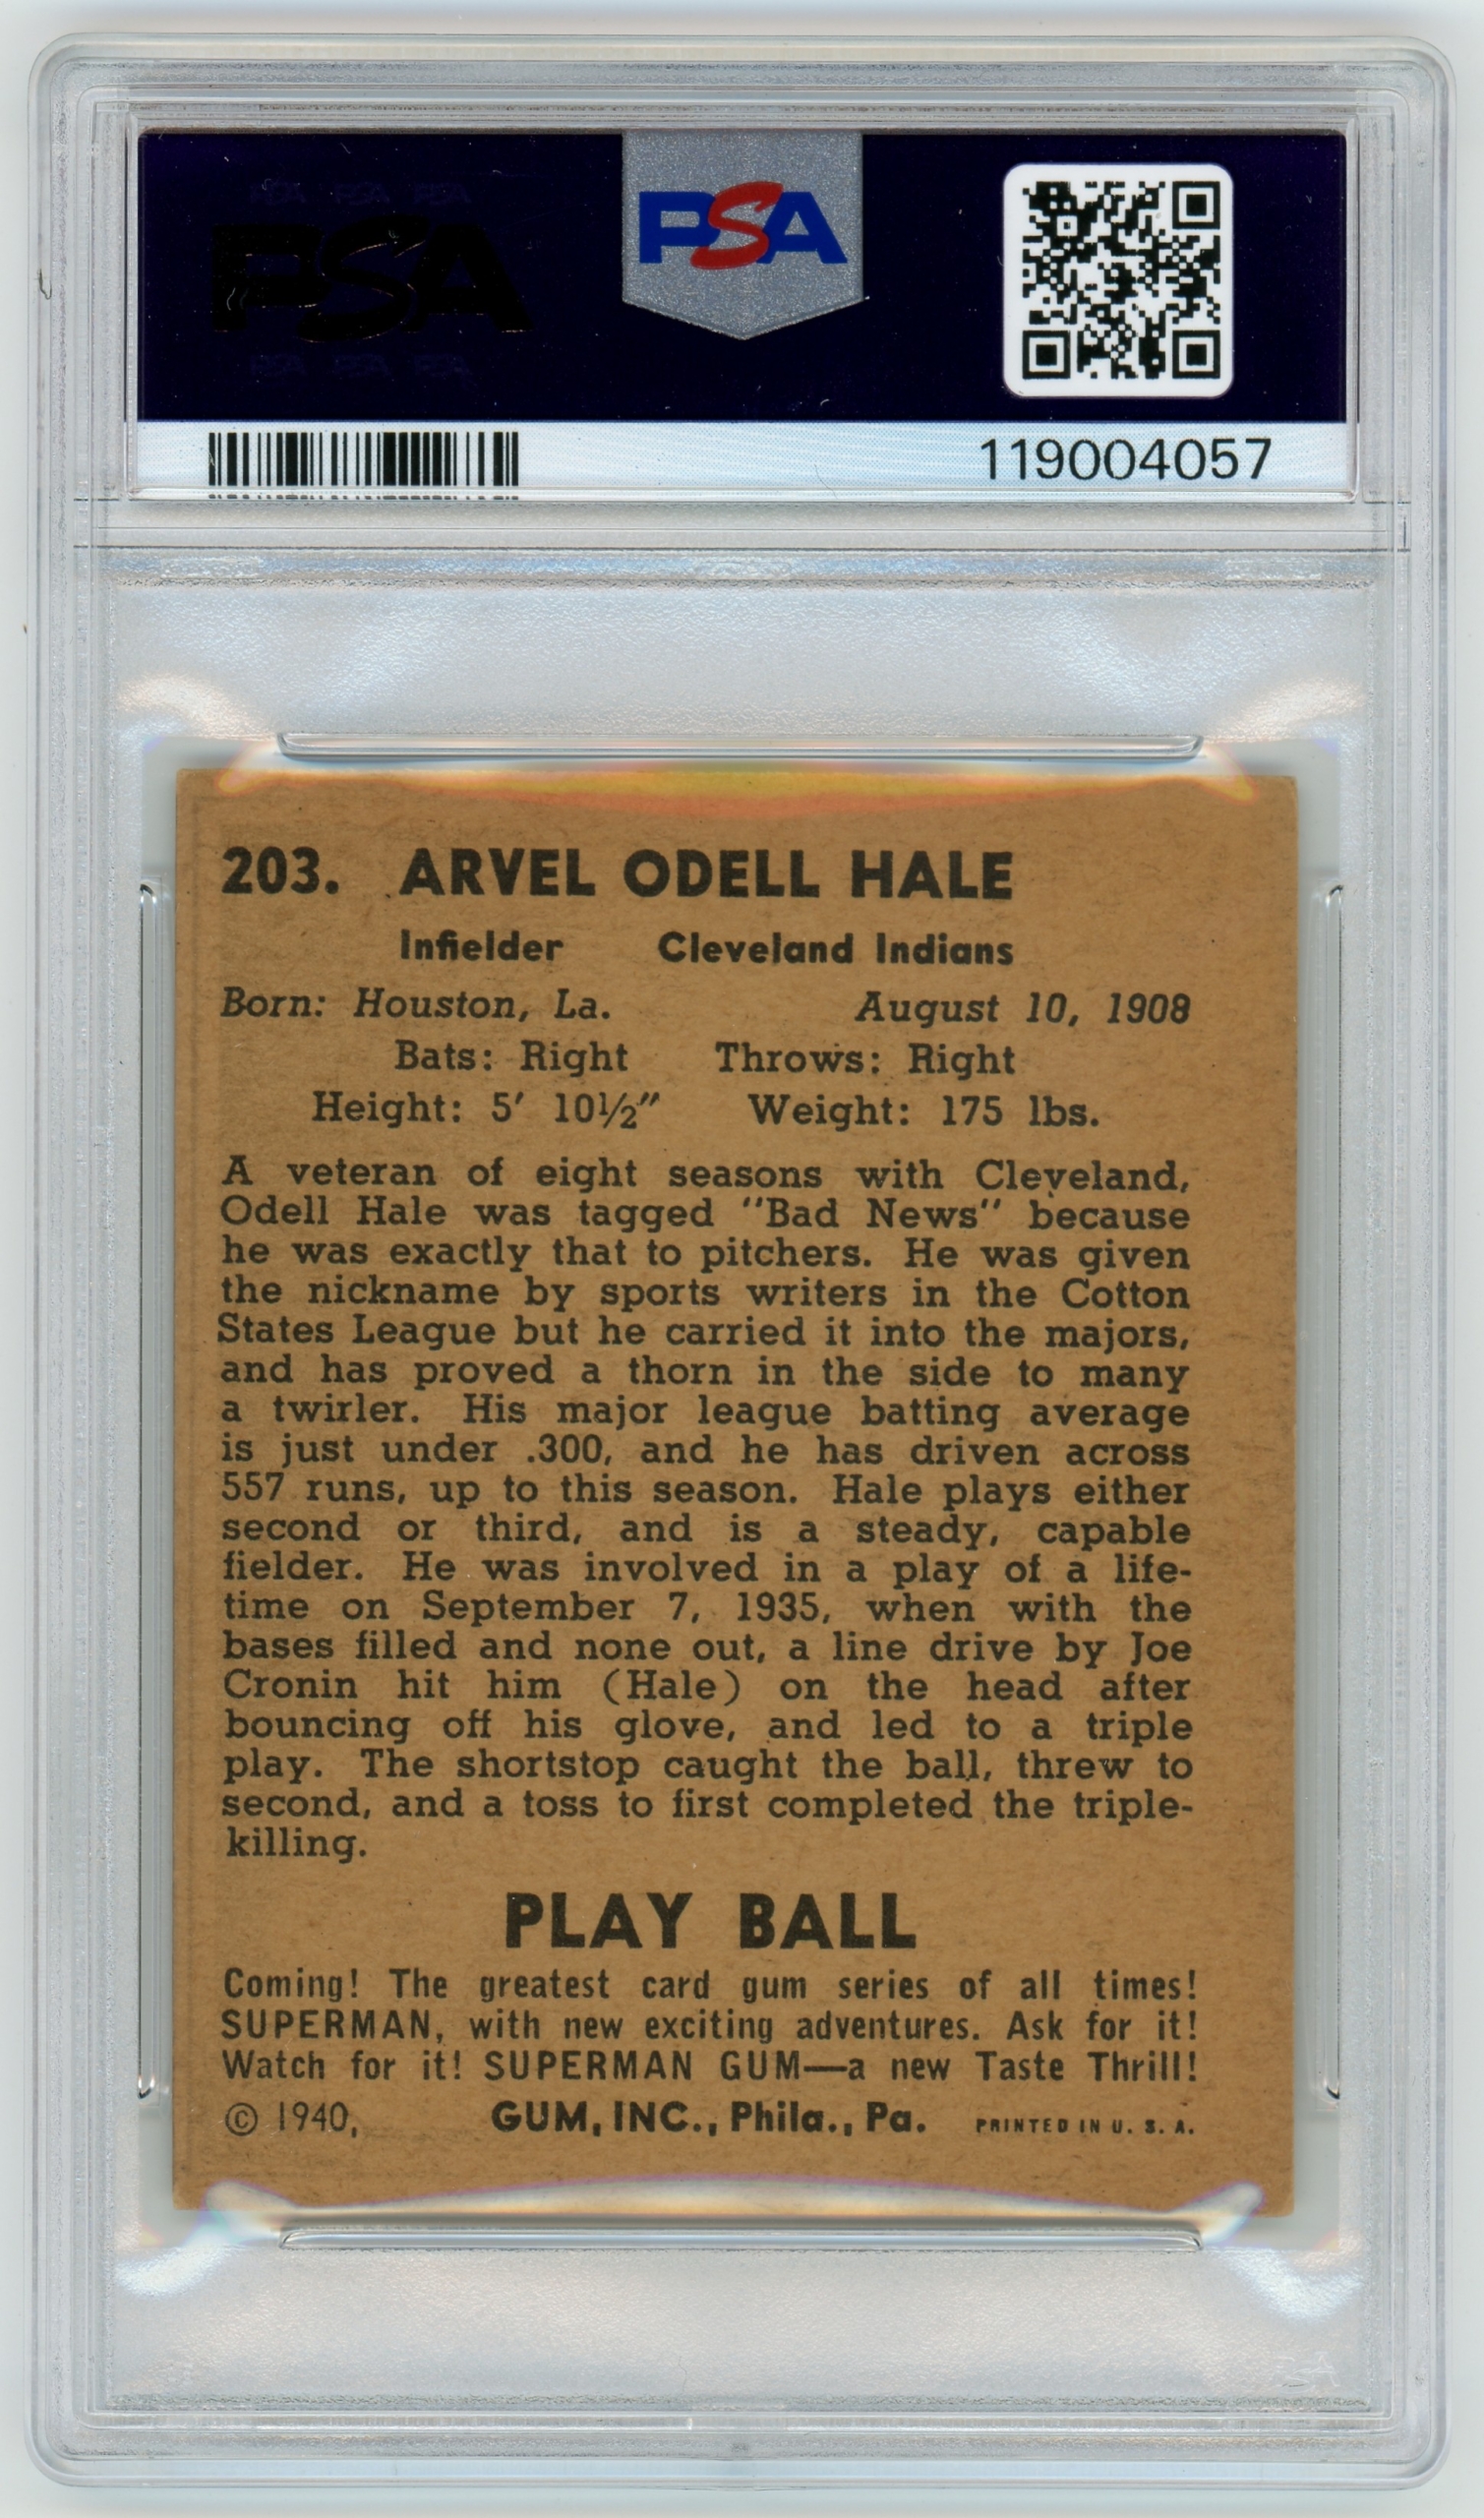 PSA
PSA
119004057
203. ARVEL ODELL HALE
Infielder Cleveland Indians
Born: Houston, La. August 10, 1908
Bats: Right Throws: Right
Height: 5′ 10½″ Weight: 175 lbs.
A veteran of eight seasons with Cleveland,
Odell Hale was tagged "Bad News" because
he was exactly that to pitchers. He was given
the nickname by sports writers in the Cotton
States League but he carried it into the majors,
and has proved a thorn in the side to many
a twirler. His major league batting average
is just under .300, and he has driven across
557 runs, up to this season. Hale plays either
second or third, and is a steady, capable
fielder. He was involved in a play of a life-
time on September 7, 1935, when with the
bases filled and none out, a line drive by Joe
Cronin hit him (Hale) on the head after
bouncing off his glove, and led to a triple
play. The shortstop caught the ball, threw to
second, and a toss to first completed the triple-
killing.
PLAY BALL
Coming! The greatest card gum series of all times!
SUPERMAN, with new exciting adventures. Ask for it!
Watch for it! SUPERMAN GUM—a new Taste Thrill!
© 1940, GUM, INC., Phila., Pa. PRINTED IN U. S. A.